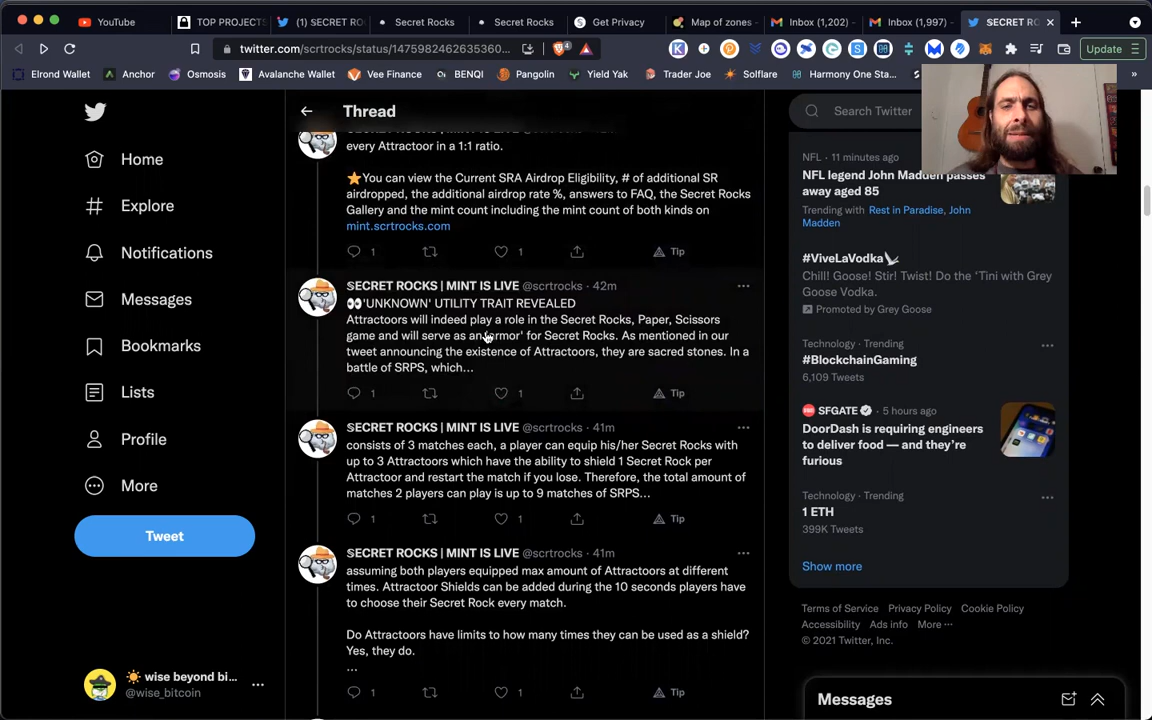 YouTube
TOP PROJECTS
(1) SECRET RO
Secret Rocks
Secret Rocks
Get Privacy
Map of zones
Inbox (1,202)
Inbox (1,997)
SECRET RO
twitter.com/scrtrocks/status/1475982462635360...
4
Update
Elrond Wallet
Anchor
Osmosis
Avalanche Wallet
Vee Finance
BENQI
Pangolin
Yield Yak
Trader Joe
Solflare
Harmony One Sta...
»
Home
Explore
Notifications
Messages
Bookmarks
Lists
Profile
More
Tweet
wise beyond bi...
@wise_bitcoin
Thread
every Attractoor in a 1:1 ratio.
⭐You can view the Current SRA Airdrop Eligibility, # of additional SR
airdropped, the additional airdrop rate %, answers to FAQ, the Secret Rocks
Gallery and the mint count including the mint count of both kinds on
mint.scrtrocks.com
1 1 Tip
SECRET ROCKS | MINT IS LIVE @scrtrocks · 42m
👀'UNKNOWN' UTILITY TRAIT REVEALED
Attractoors will indeed play a role in the Secret Rocks, Paper, Scissors
game and will serve as an 'armor' for Secret Rocks. As mentioned in our
tweet announcing the existence of Attractoors, they are sacred stones. In a
battle of SRPS, which...
1 1 Tip
SECRET ROCKS | MINT IS LIVE @scrtrocks · 41m
consists of 3 matches each, a player can equip his/her Secret Rocks with
up to 3 Attractoors which have the ability to shield 1 Secret Rock per
Attractoor and restart the match if you lose. Therefore, the total amount of
matches 2 players can play is up to 9 matches of SRPS...
1 1 Tip
SECRET ROCKS | MINT IS LIVE @scrtrocks · 41m
assuming both players equipped max amount of Attractoors at different
times. Attractoor Shields can be added during the 10 seconds players have
to choose their Secret Rock every match.
Do Attractoors have limits to how many times they can be used as a shield?
Yes, they do.
...
1 1 Tip
Search Twitter
NFL · 11 minutes ago
NFL legend John Madden passes
away aged 85
Trending with Rest in Paradise, John
Madden
#ViveLaVodka
Chill! Goose! Stir! Twist! Do the 'Tini with Grey
Goose Vodka.
Promoted by Grey Goose
Technology · Trending
#BlockchainGaming
6,109 Tweets
SFGATE · 5 hours ago
DoorDash is requiring engineers
to deliver food — and they're
furious
Technology · Trending
1 ETH
399K Tweets
Show more
Terms of Service Privacy Policy Cookie Policy
Accessibility Ads info More ···
© 2021 Twitter, Inc.
Messages